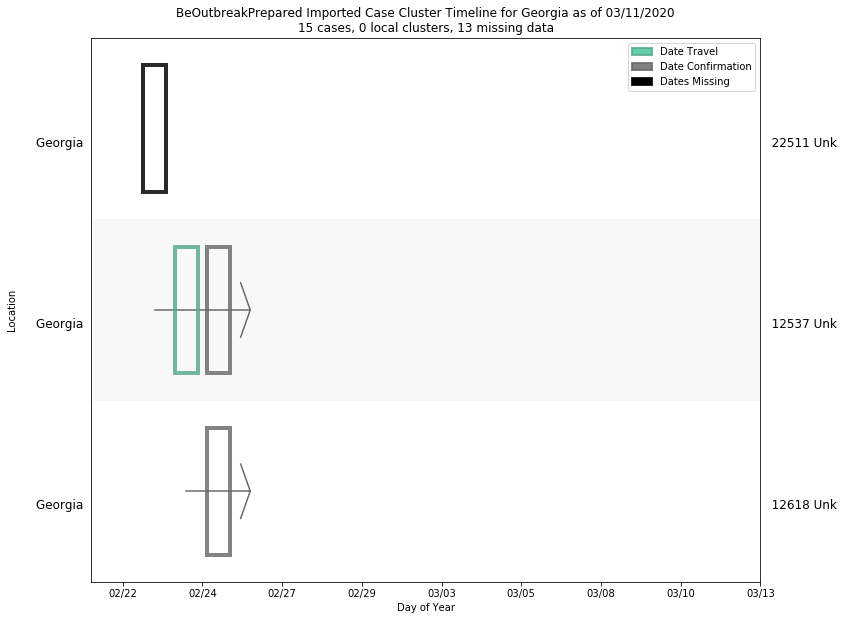 BeOutbreakPrepared Imported Case Cluster Timeline for Georgia as of 03/11/2020
15 cases, 0 local clusters, 13 missing data
Date Travel
Date Confirmation
Dates Missing
Georgia
22511 Unk
Location
Georgia
12537 Unk
Georgia
12618 Unk
02/22 02/24 02/27 02/29 03/03 03/05 03/08 03/10 03/13
Day of Year